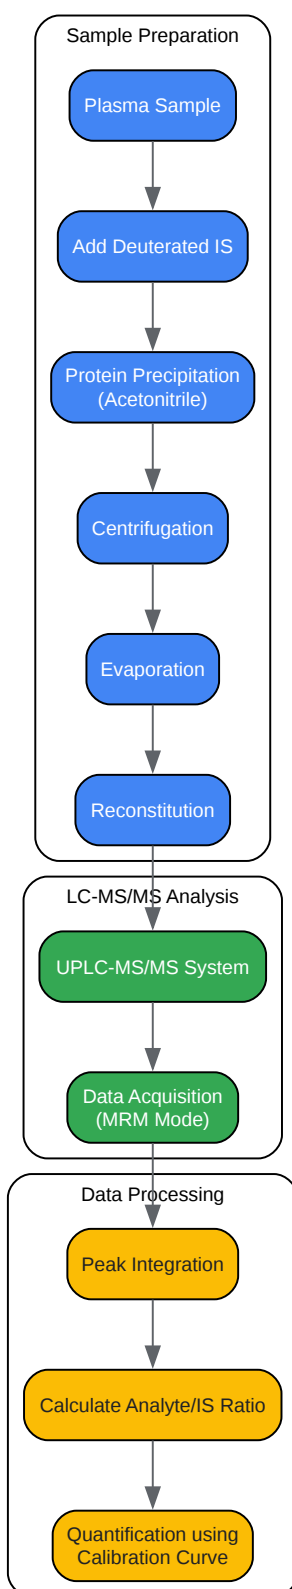 Sample Preparation
Plasma Sample
Add Deuterated IS
Protein Precipitation
(Acetonitrile)
Centrifugation
Evaporation
Reconstitution
LC-MS/MS Analysis
UPLC-MS/MS System
Data Acquisition
(MRM Mode)
Data Processing
Peak Integration
Calculate Analyte/IS Ratio
Quantification using
Calibration Curve